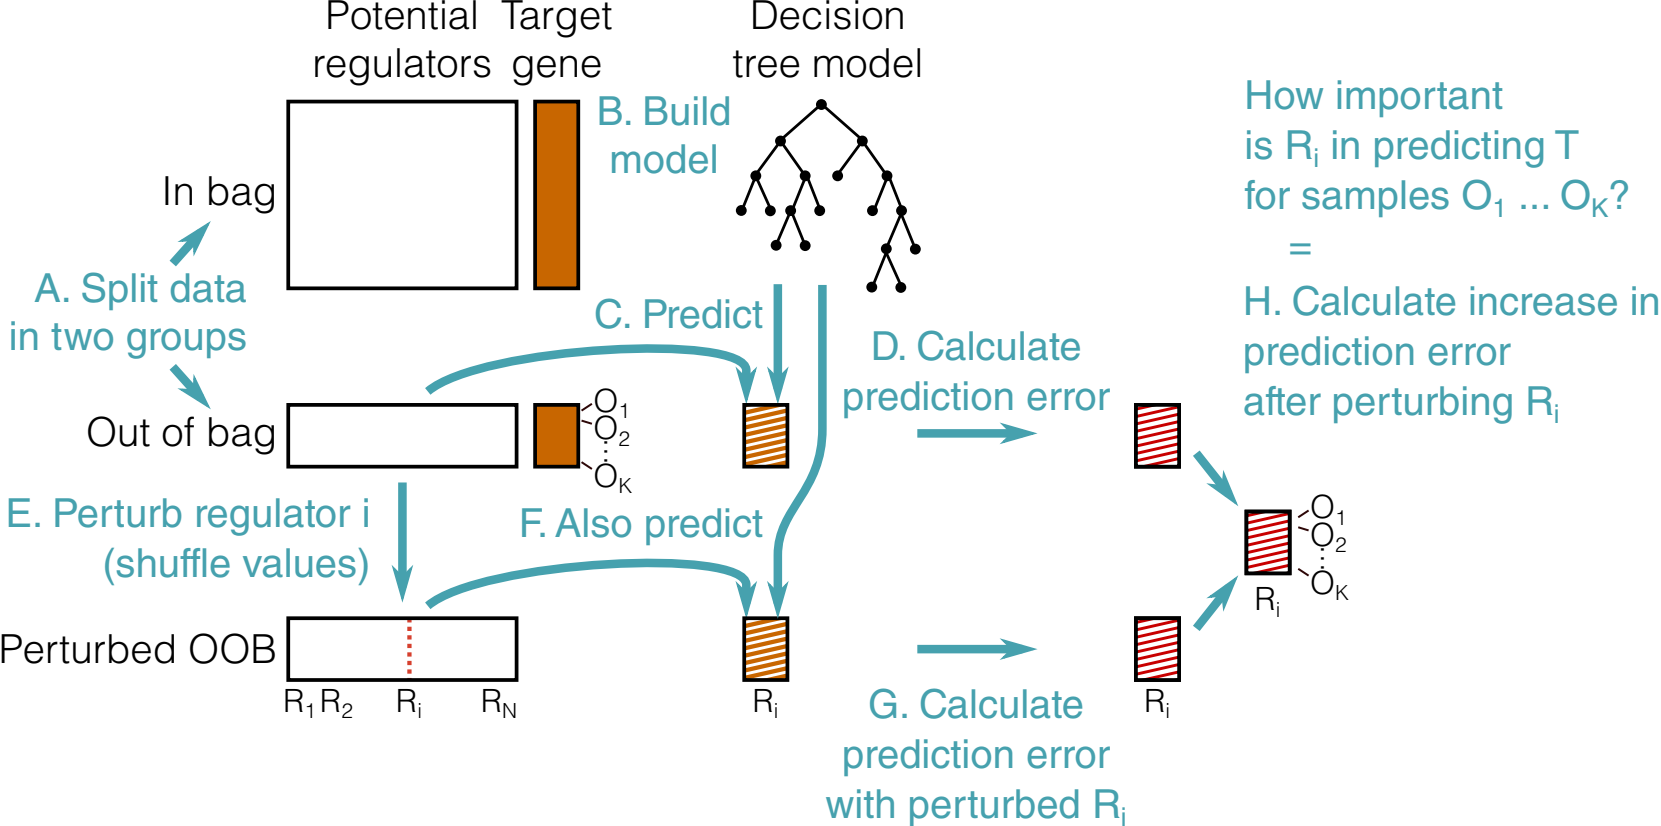 Potential
regulators
Target
gene
Decision
tree model
B. Build
model
In bag
A. Split data
in two groups
How important
is Ri in predicting T
for samples O1 ... OK?
=
H. Calculate increase in
prediction error
after perturbing Ri
C. Predict
D. Calculate
prediction error
Out of bag
O1
O2
OK
E. Perturb regulator i
(shuffle values)
F. Also predict
O1
O2
OK
Ri
Perturbed OOB
R1 R2 Ri RN
Ri
Ri
G. Calculate
prediction error
with perturbed Ri